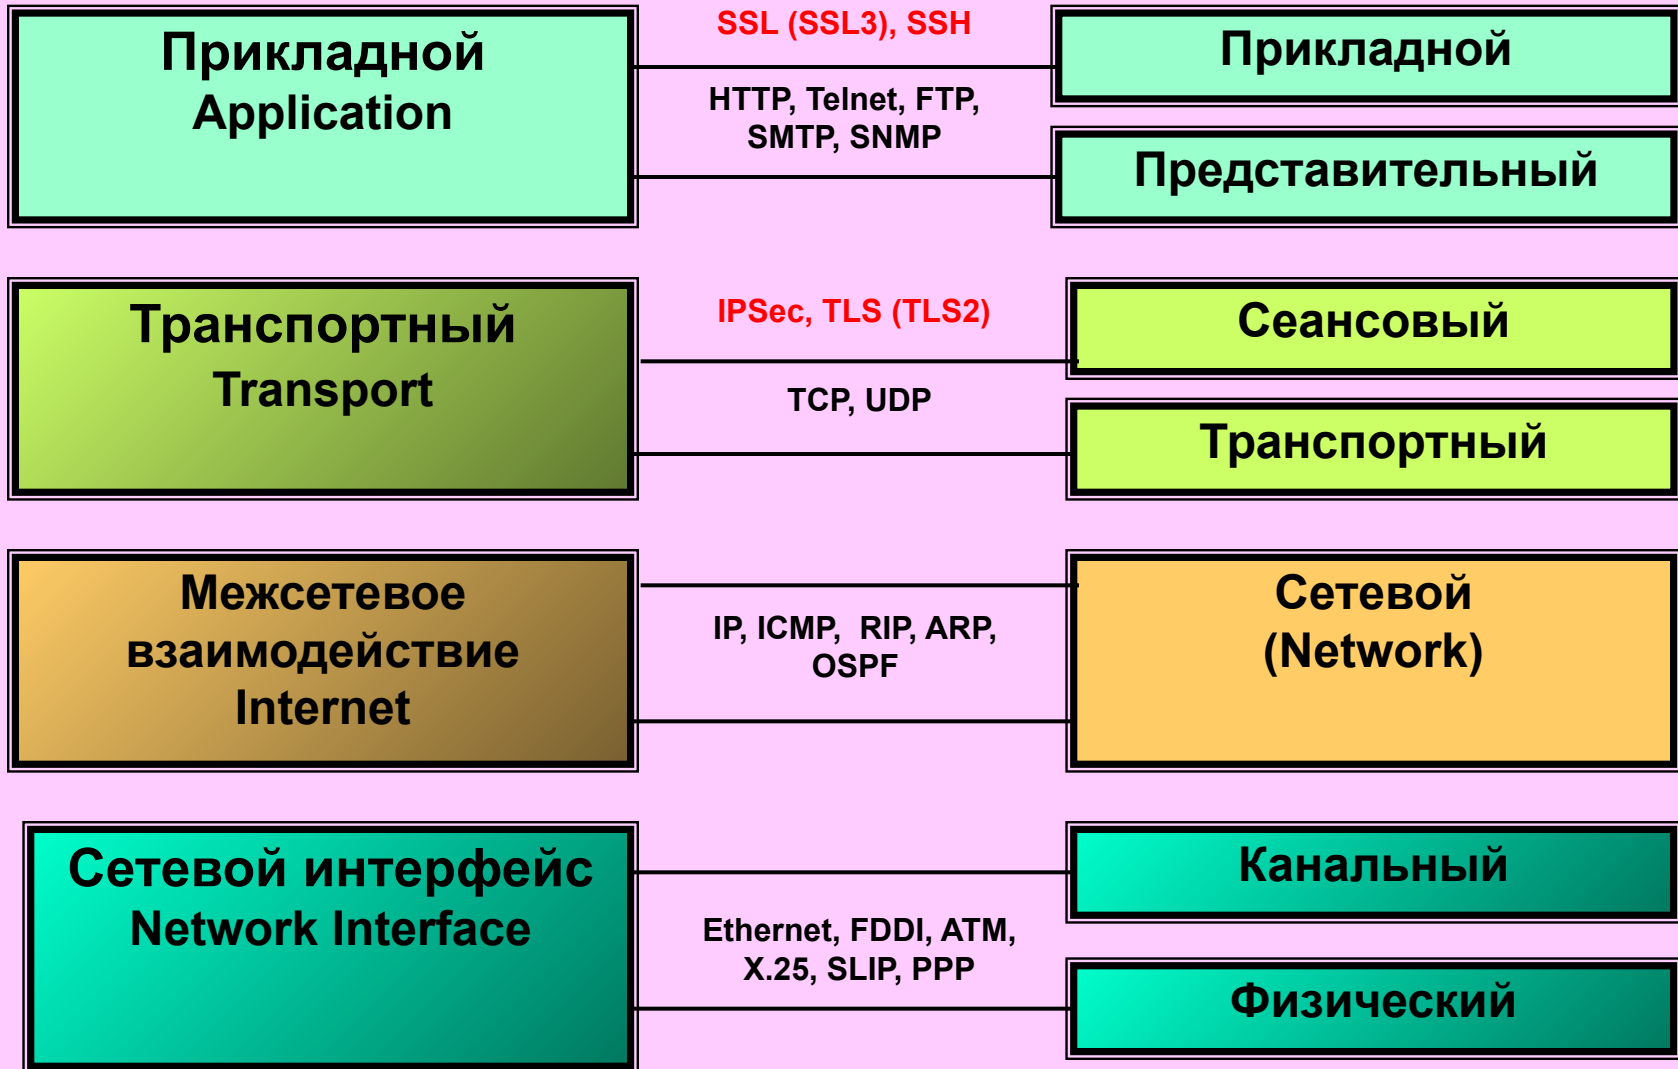 Прикладной
Application
SSL (SSL3), SSH
HTTP, Telnet, FTP,
SMTP, SNMP
Прикладной
Представительный
Транспортный
Transport
IPSec, TLS (TLS2)
TCP, UDP
Сеансовый
Транспортный
Межсетевое
взаимодействие
Internet
IP, ICMP, RIP, ARP,
OSPF
Сетевой
(Network)
Сетевой интерфейс
Network Interface
Ethernet, FDDI, ATM,
X.25, SLIP, PPP
Канальный
Физический